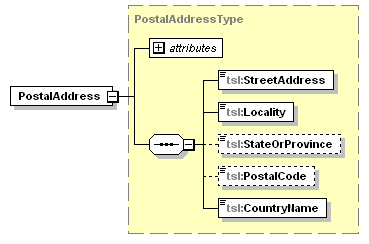 PostalAddressType
attributes
PostalAddress
tsl:StreetAddress
tsl:Locality
tsl:StateOrProvince
tsl:PostalCode
tsl:CountryName